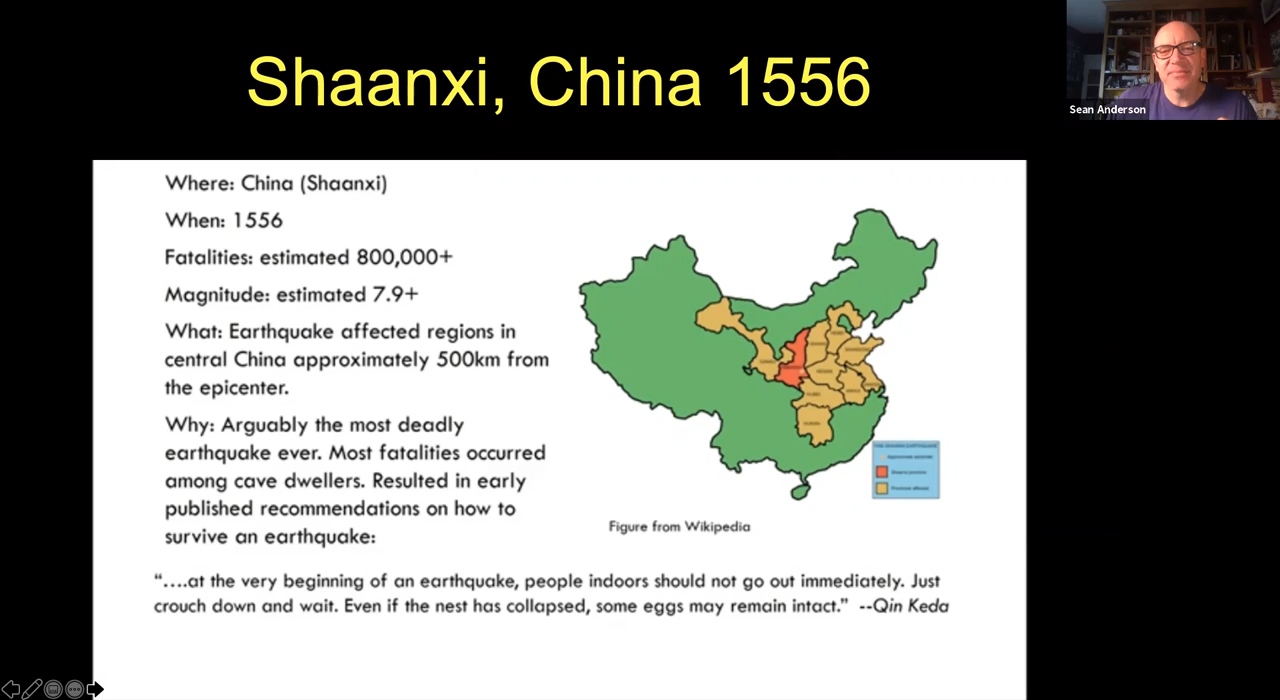 Shaanxi, China 1556
Sean Anderson
Where: China (Shaanxi)
When: 1556
Fatalities: estimated 800,000+
Magnitude: estimated 7.9+
What: Earthquake affected regions in
central China approximately 500km from
the epicenter.
Why: Arguably the most deadly
earthquake ever. Most fatalities occurred
among cave dwellers. Resulted in early
published recommendations on how to
survive an earthquake:
Figure from Wikipedia
“....at the very beginning of an earthquake, people indoors should not go out immediately. Just
crouch down and wait. Even if the nest has collapsed, some eggs may remain intact.” --Qin Keda